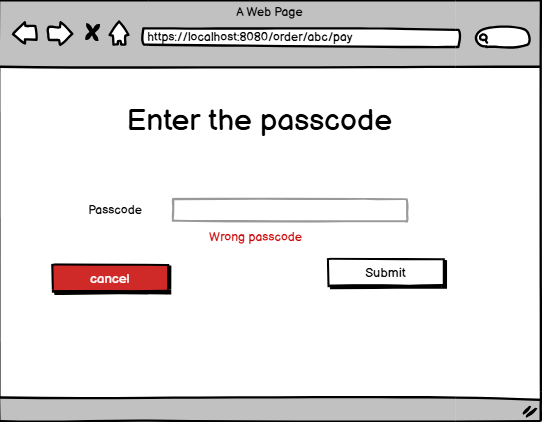 A Web Page
https://localhost:8080/order/abc/pay
Enter the passcode
Passcode
Wrong passcode
cancel
Submit